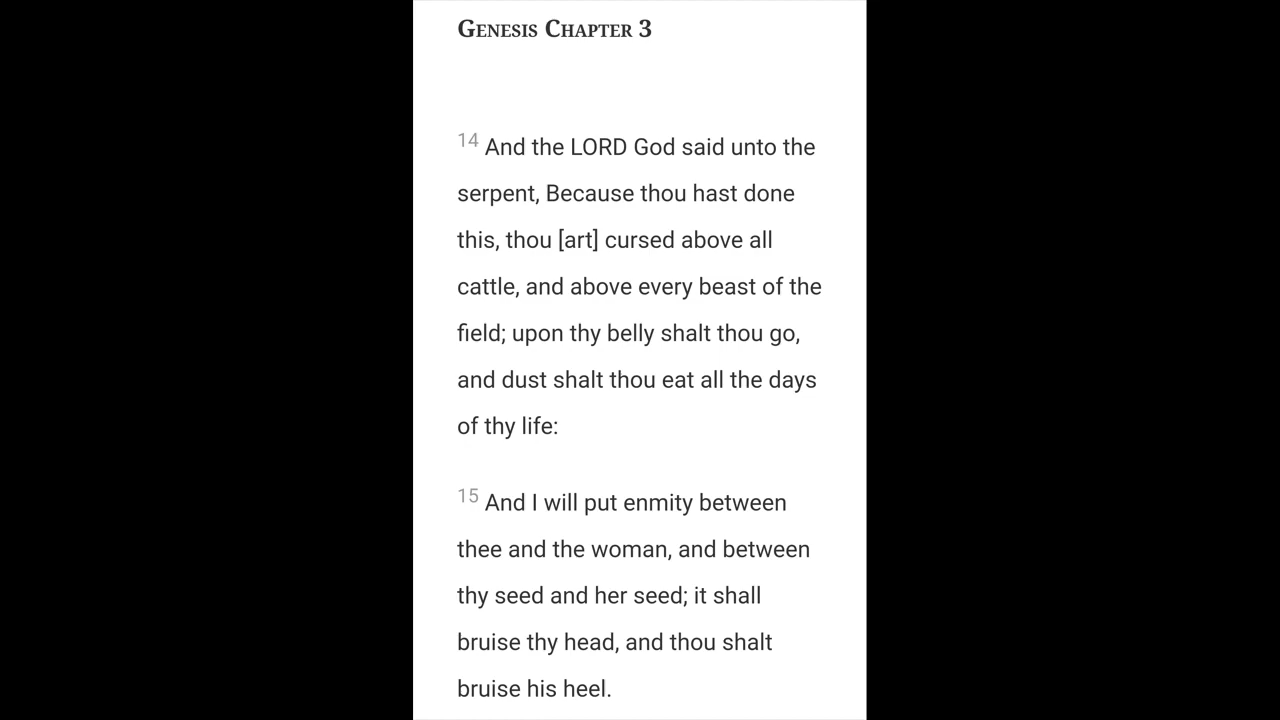 Genesis Chapter 3
14 And the LORD God said unto the
serpent, Because thou hast done
this, thou [art] cursed above all
cattle, and above every beast of the
field; upon thy belly shalt thou go,
and dust shalt thou eat all the days
of thy life:
15 And I will put enmity between
thee and the woman, and between
thy seed and her seed; it shall
bruise thy head, and thou shalt
bruise his heel.